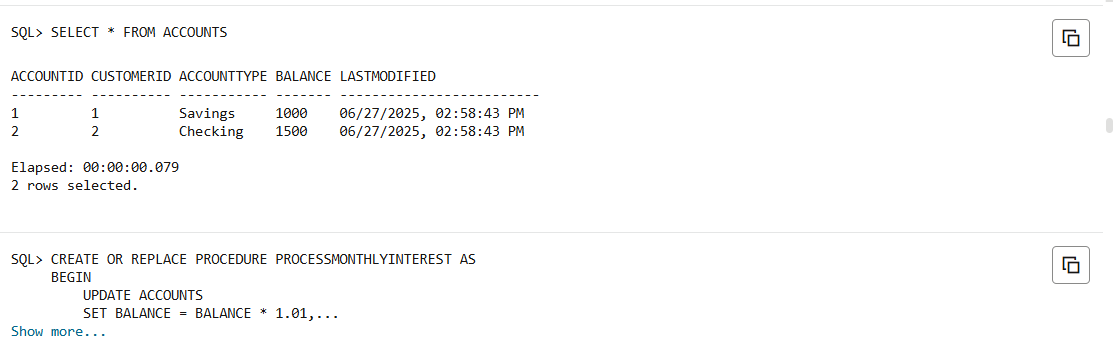 SQL> SELECT * FROM ACCOUNTS
ACCOUNTID CUSTOMERID ACCOUNTTYPE BALANCE LASTMODIFIED
--------- ---------- ----------- ------- -------------------------
1         1          Savings     1000    06/27/2025, 02:58:43 PM
2         2          Checking    1500    06/27/2025, 02:58:43 PM
Elapsed: 00:00:00.079
2 rows selected.
SQL> CREATE OR REPLACE PROCEDURE PROCESSMONTHLYINTEREST AS
     BEGIN
         UPDATE ACCOUNTS
         SET BALANCE = BALANCE * 1.01,...
Show more...